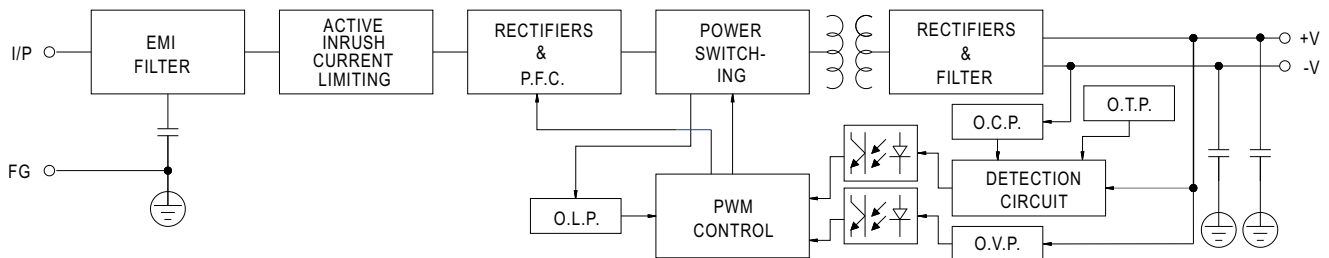 I/P
EMI
FILTER
ACTIVE
INRUSH
CURRENT
LIMITING
RECTIFIERS
&
P.F.C.
POWER
SWITCH-
ING
RECTIFIERS
&
FILTER
+V
-V
O.C.P.
O.T.P.
FG
O.L.P.
PWM
CONTROL
DETECTION
CIRCUIT
O.V.P.